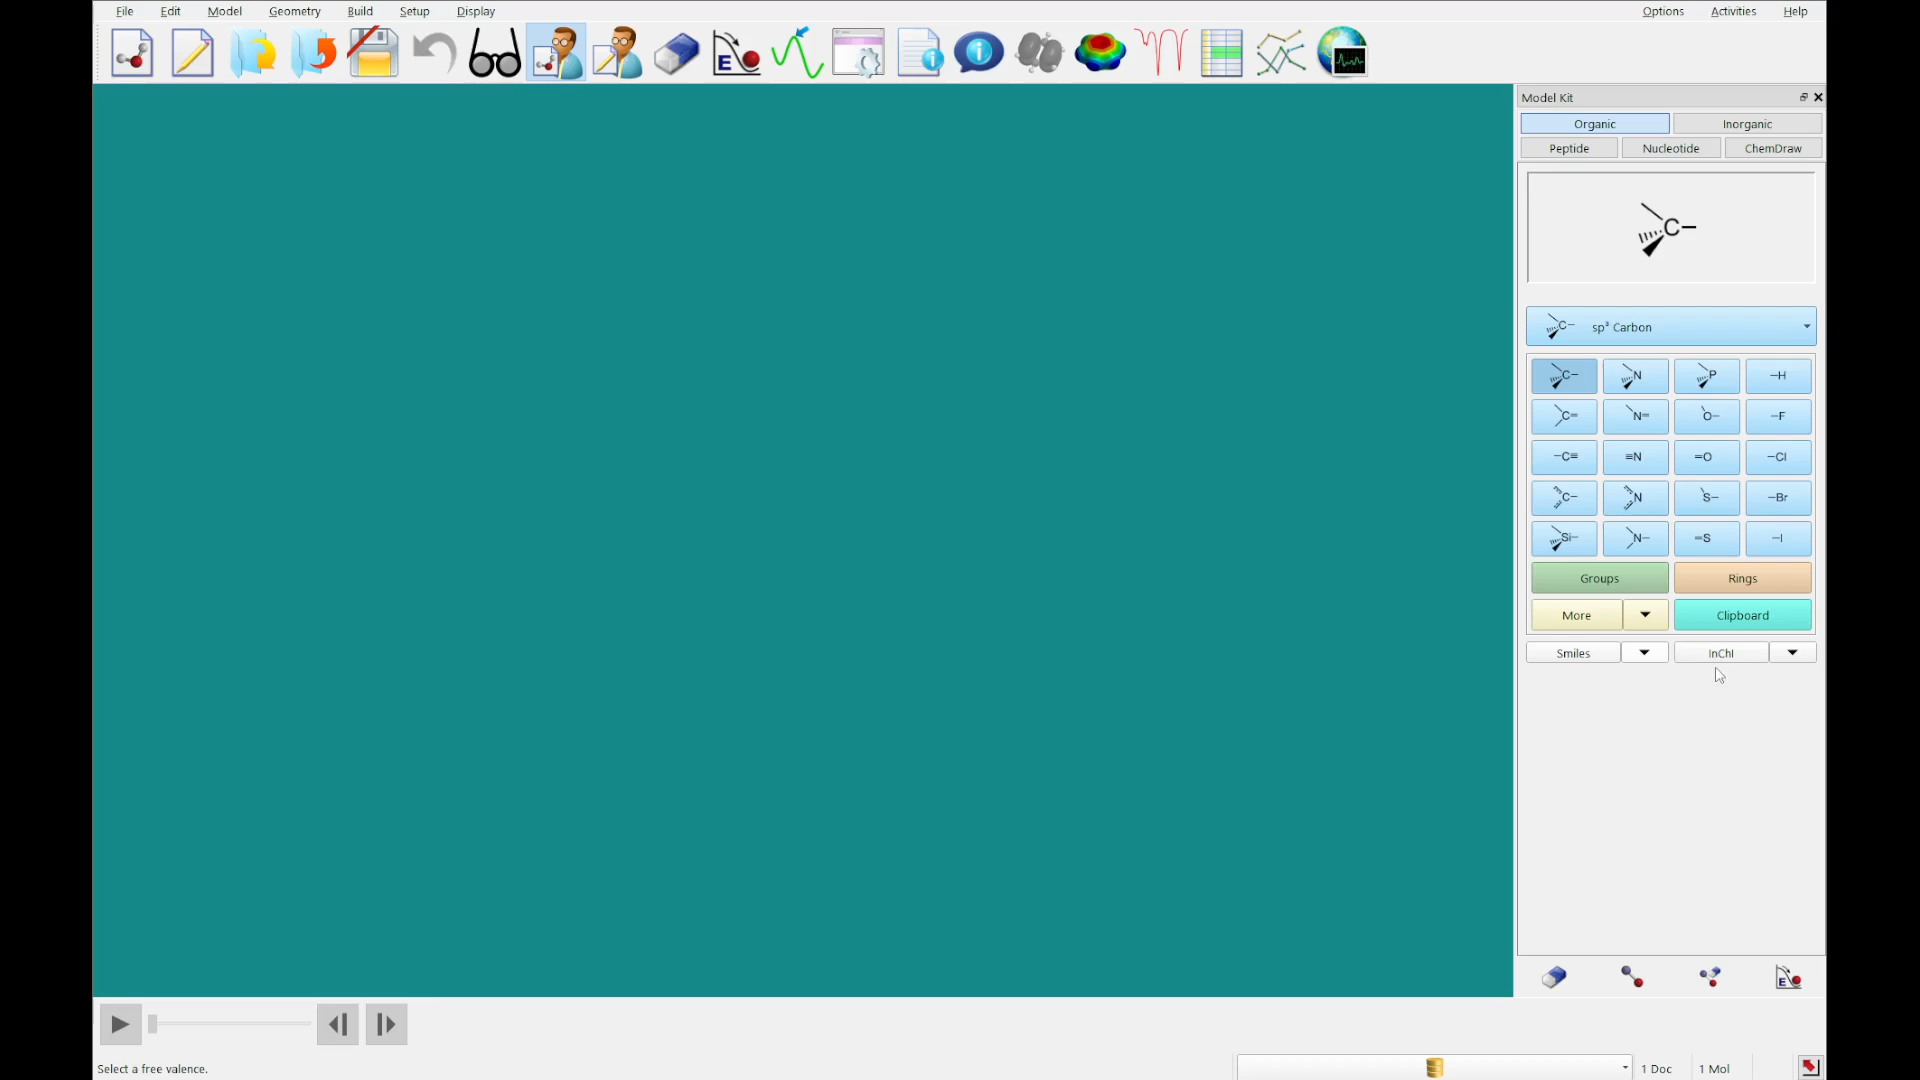 File Edit Model Geometry Build Setup Display Options Activities Help
Model Kit
Organic Inorganic
Peptide Nucleotide ChemDraw
C
C sp³ Carbon
C N P H
C N O F
C N O Cl
C N S Br
Si N S I
Groups Rings
More Clipboard
Smiles InChI
Select a free valence. 1 Doc 1 Mol